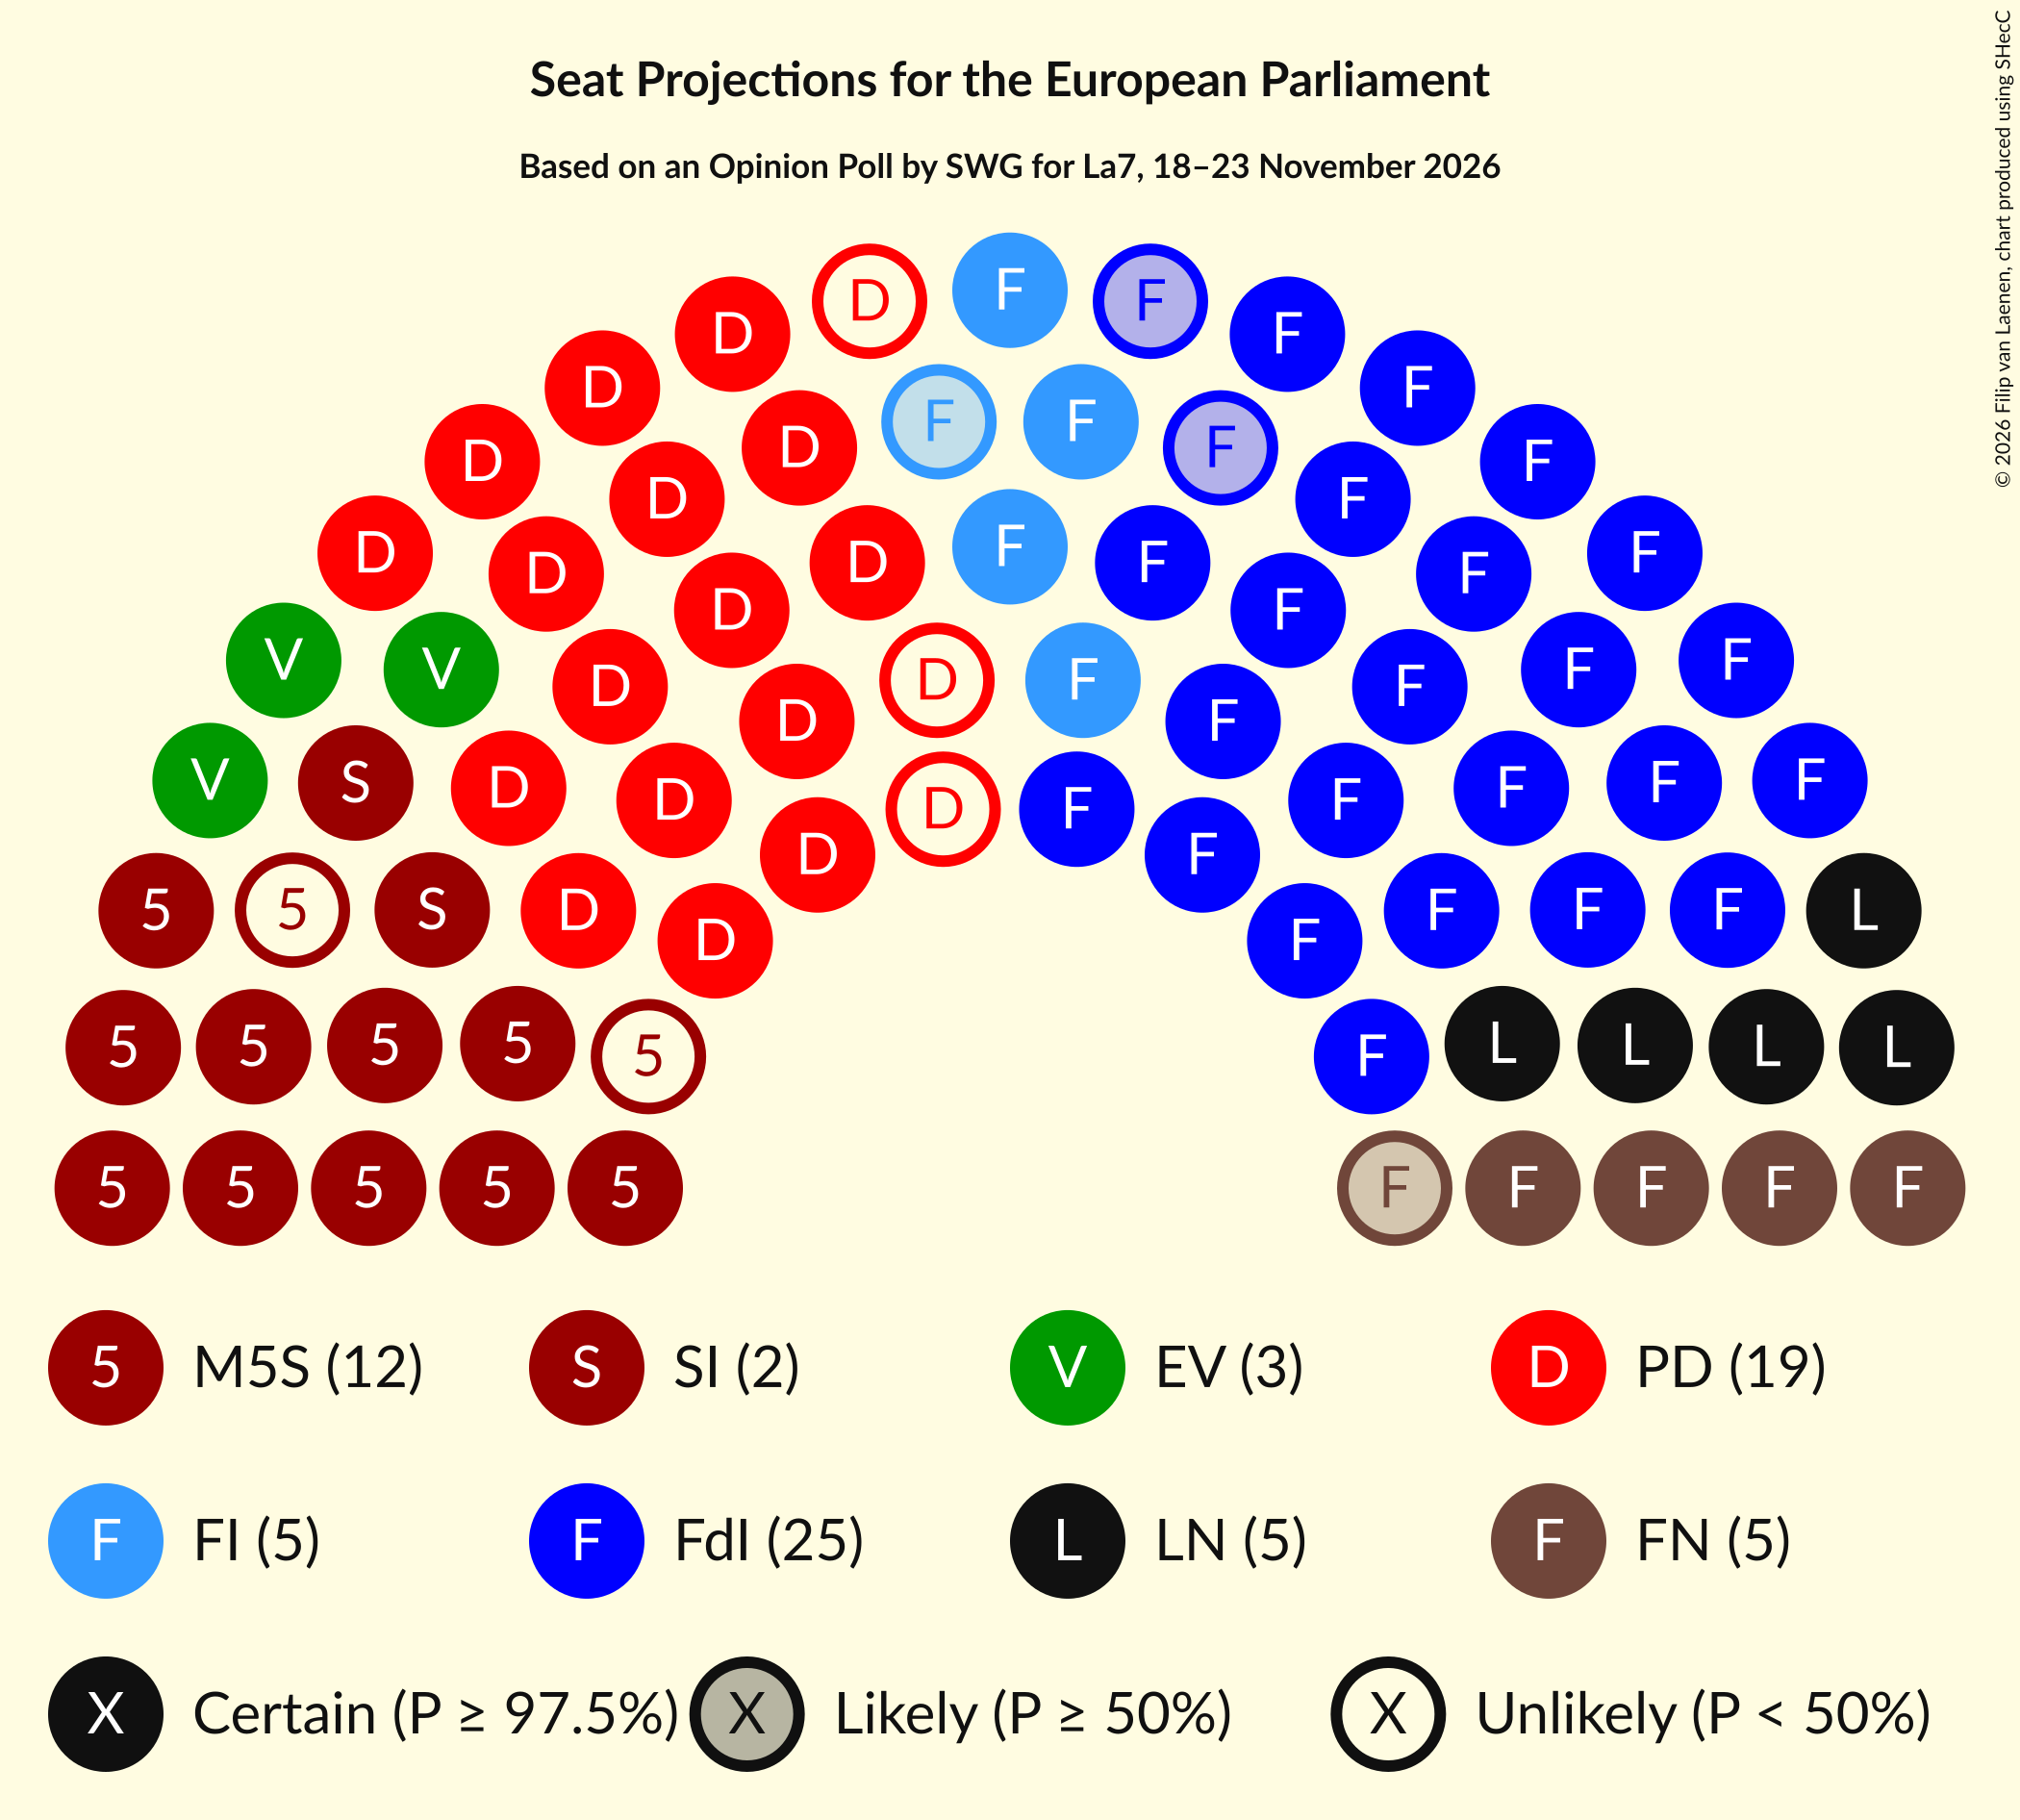 Seat Projections for the European Parliament
Based on an Opinion Poll by SWG for La7, 18–23 November 2026
© 2026 Filip van Laenen, chart produced using SHecC
F
D F
D F
D F
F F
D F
D F
D F
F
D F
D F
D F
D F
V F
V F
D F
D F
D F
V F
S F
D F
D F
D F
D F
5 L
5 F
S F
D F
D F
5 L
5 L
5 L
5 L
5 F
5 5 5 5 5 F F F F F
5 M5S (12) S SI (2) V EV (3) D PD (19)
F FI (5) F FdI (25) L LN (5) F FN (5)
X Certain (P ≥ 97.5%) X Likely (P ≥ 50%) X Unlikely (P < 50%)